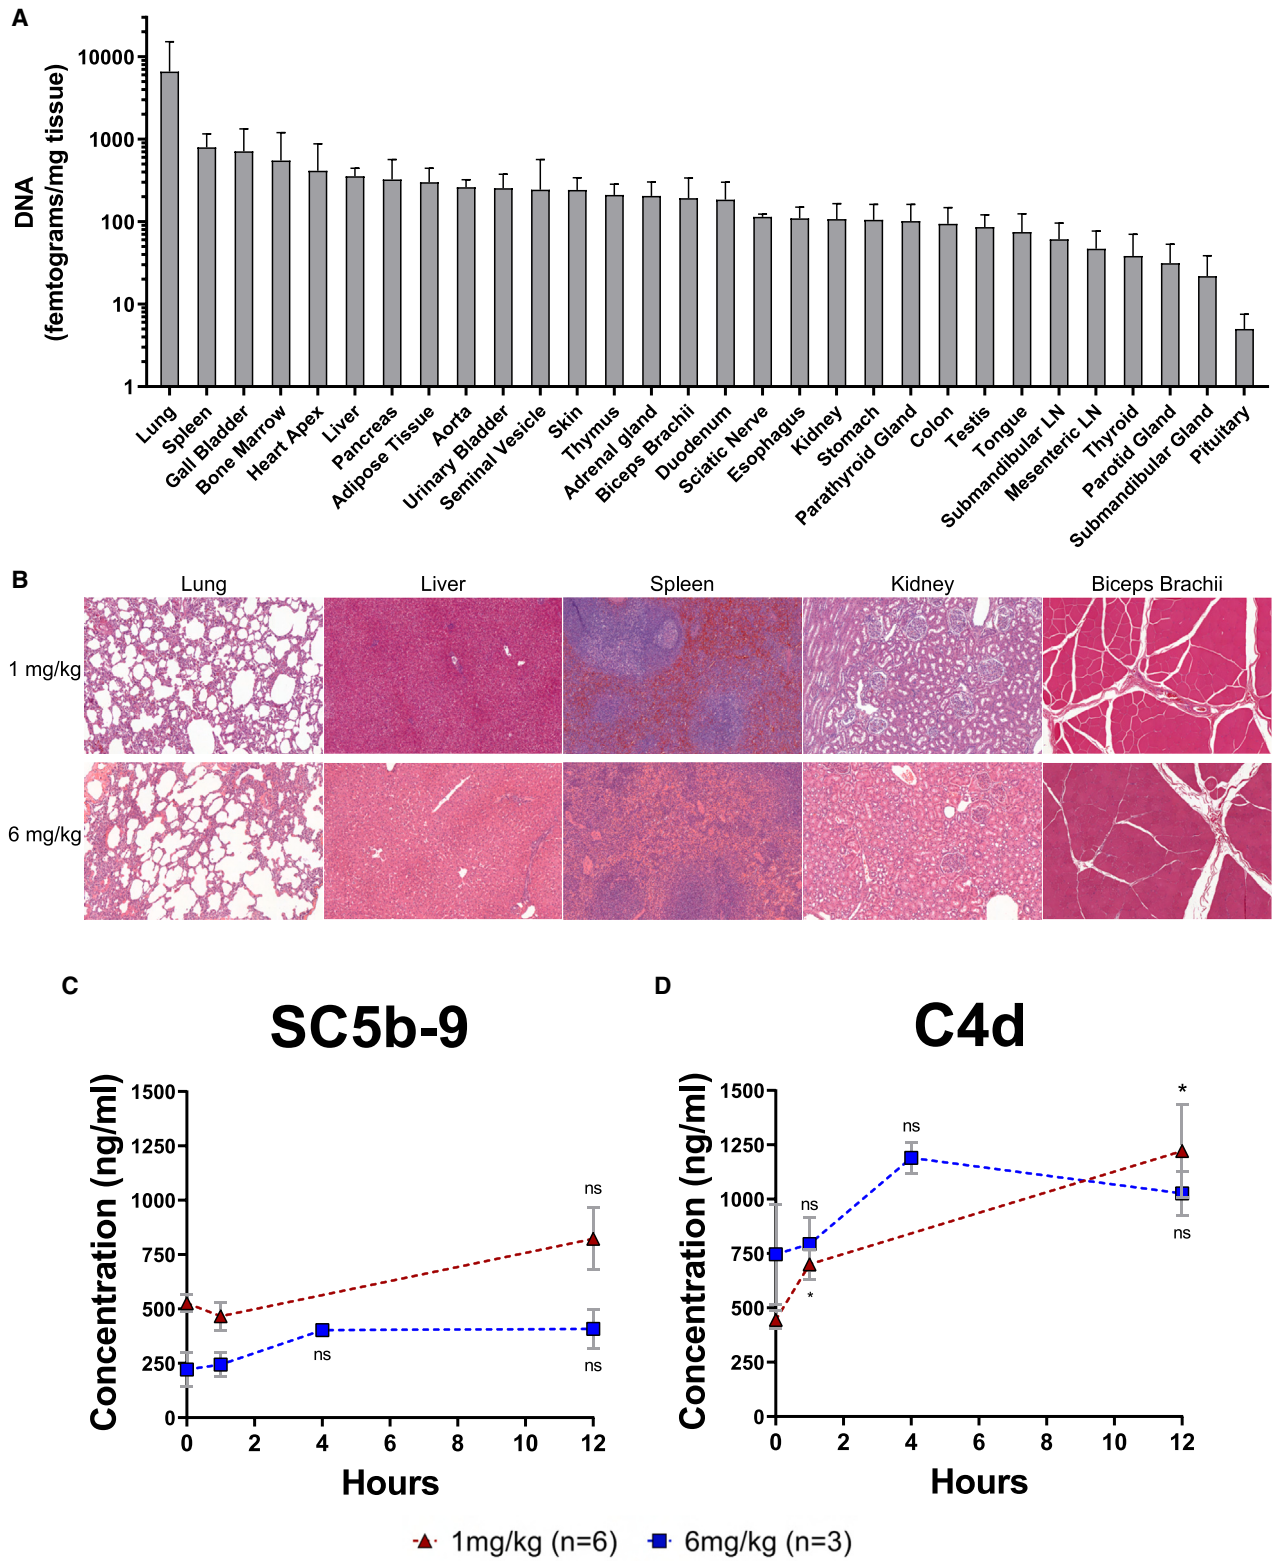 A
DNA
(femtograms/mg tissue)
10000
1000
100
10
1
Lung
Spleen
Gall Bladder
Bone Marrow
Heart Apex
Liver
Pancreas
Adipose Tissue
Aorta
Urinary Bladder
Seminal Vesicle
Skin
Thymus
Adrenal gland
Biceps Brachii
Duodenum
Sciatic Nerve
Esophagus
Kidney
Stomach
Parathyroid Gland
Colon
Testis
Tongue
Submandibular LN
Mesenteric LN
Thyroid
Parotid Gland
Submandibular Gland
Pituitary
B
Lung Liver Spleen Kidney Biceps Brachii
1 mg/kg
6 mg/kg
C
SC5b-9
Concentration (ng/ml)
1500
1250
1000
750
500
250
0
ns
ns
ns
0 2 4 6 8 10 12
Hours
D
C4d
Concentration (ng/ml)
1500
1250
1000
750
500
250
0
*
ns
ns
ns
*
0 2 4 6 8 10 12
Hours
1mg/kg (n=6) 6mg/kg (n=3)